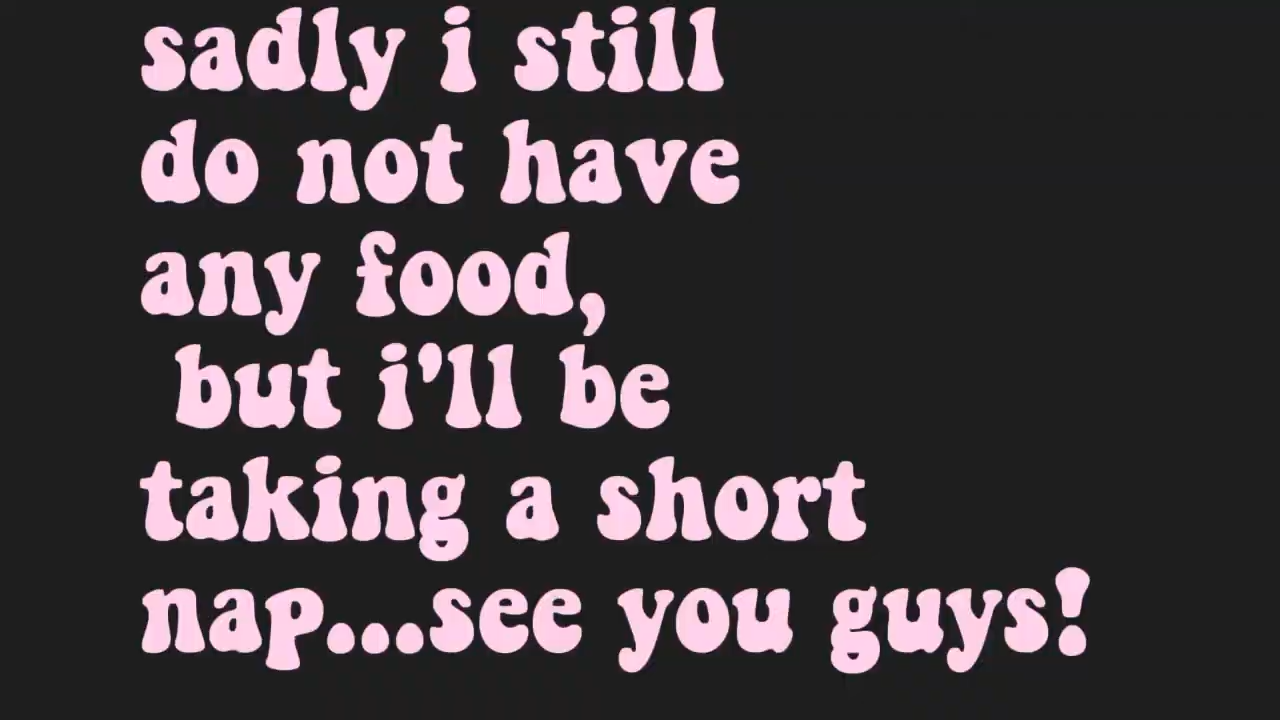 sadly i still
do not have
any food,
but i'll be
taking a short
nap...see you guys!